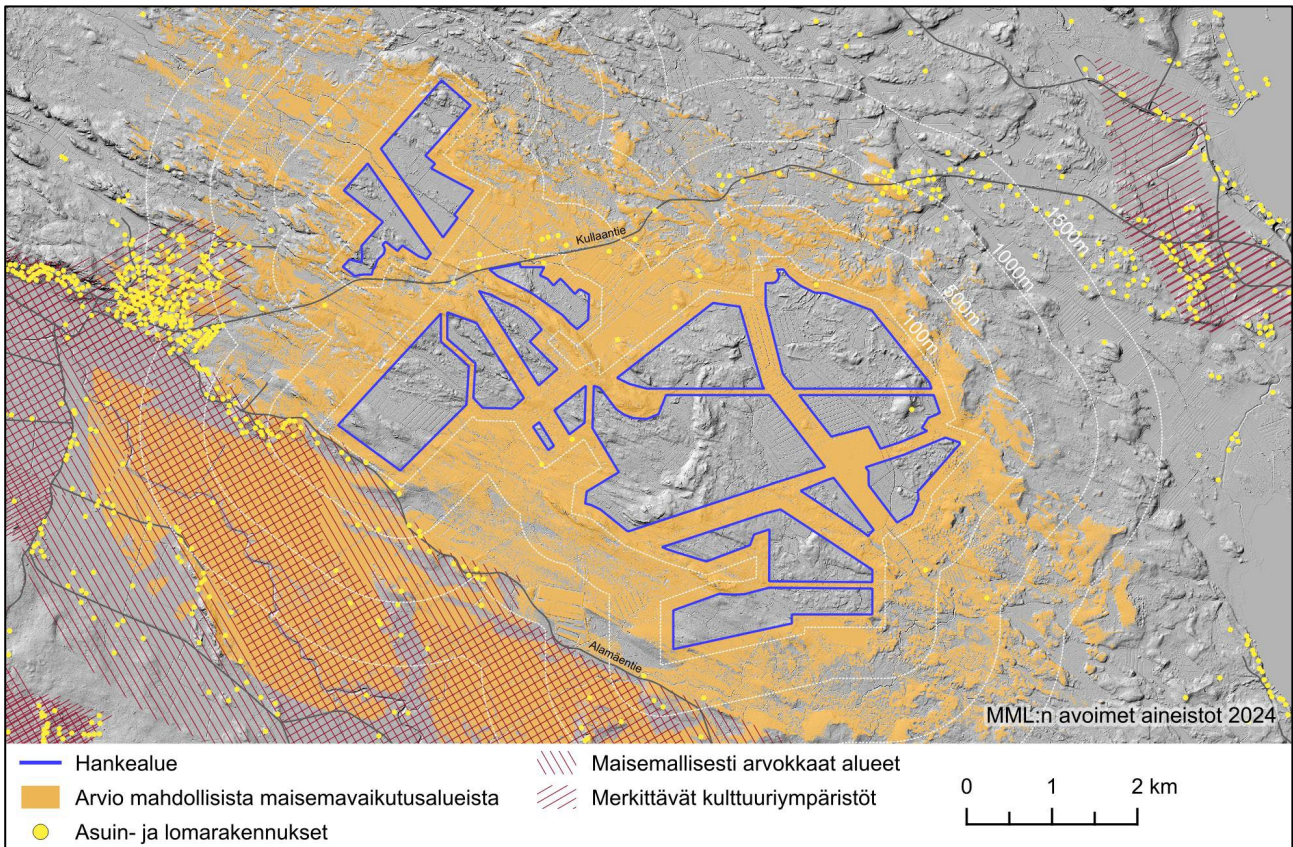 Kullaantie
1500m
1000m
500m
100m
Alamäentie
MML:n avoimet aineistot 2024
Hankealue
Arvio mahdollisista maisemavaikutusalueista
Asuin- ja lomarakennukset
Maisemallisesti arvokkaat alueet
Merkittävät kulttuuriympäristöt
0 1 2 km